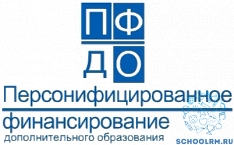 ПФ
ДО
Персонифицированное
финансирование
дополнительного образования
SCHOOLRM.RU